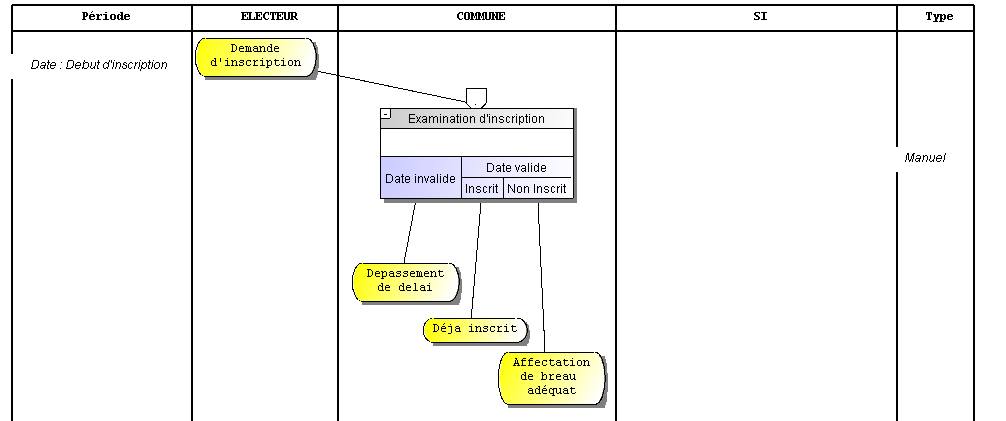 Période
ELECTEUR
COMMUNE
SI
Type
Date : Debut d'inscription
Demande
d'inscription
-
Examination d'inscription
Manuel
Date invalide
Date valide
Inscrit
Non Inscrit
Depassement
de delai
Déja inscrit
Affectation
de breau
adéquat